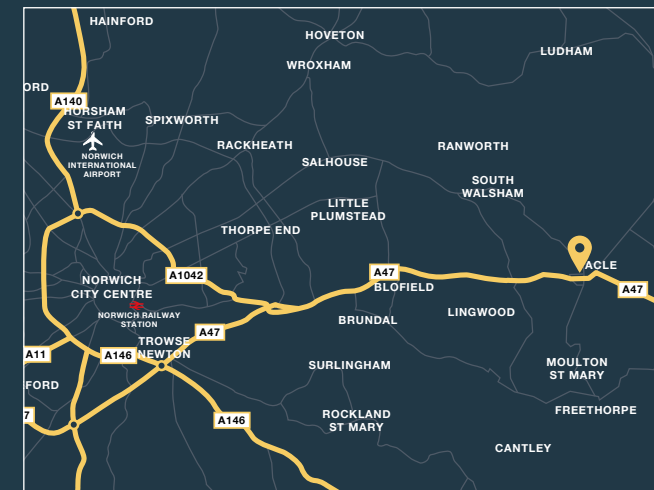 HAINFORD
HOVETON
LUDHAM
WROXHAM
ORD
A140
HORSHAM
ST FAITH
SPIXWORTH
NORWICH
INTERNATIONAL
AIRPORT
RACKHEATH
RANWORTH
SALHOUSE
SOUTH
WALSHAM
LITTLE
PLUMSTEAD
THORPE END
ACLE
A1042
A47
NORWICH
CITY CENTRE
BLOFIELD
A47
NORWICH RAILWAY
STATION
LINGWOOD
BRUNDAL
A47
TROWSE
NEWTON
A11
A146
SURLINGHAM
MOULTON
ST MARY
FORD
FREETHORPE
7
A146
ROCKLAND
ST MARY
CANTLEY